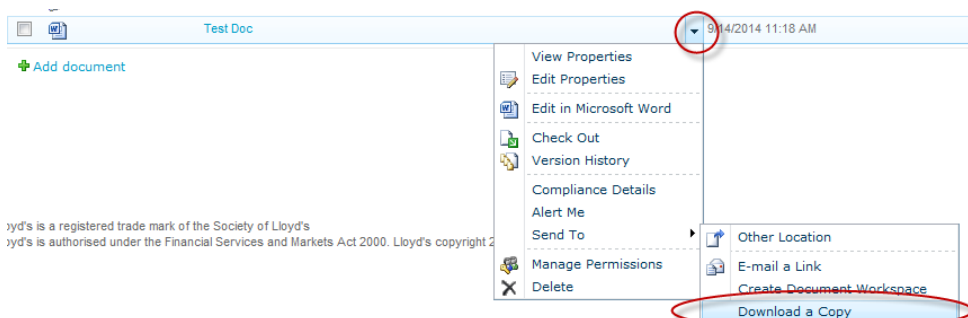 Test Doc
9/14/2014 11:18 AM
Add document
View Properties
Edit Properties
Edit in Microsoft Word
Check Out
Version History
Compliance Details
Alert Me
Send To
Manage Permissions
Delete
Other Location
E-mail a Link
Create Document Workspace
Download a Copy
oyd's is a registered trade mark of the Society of Lloyd's
oyd's is authorised under the Financial Services and Markets Act 2000. Lloyd's copyright 2